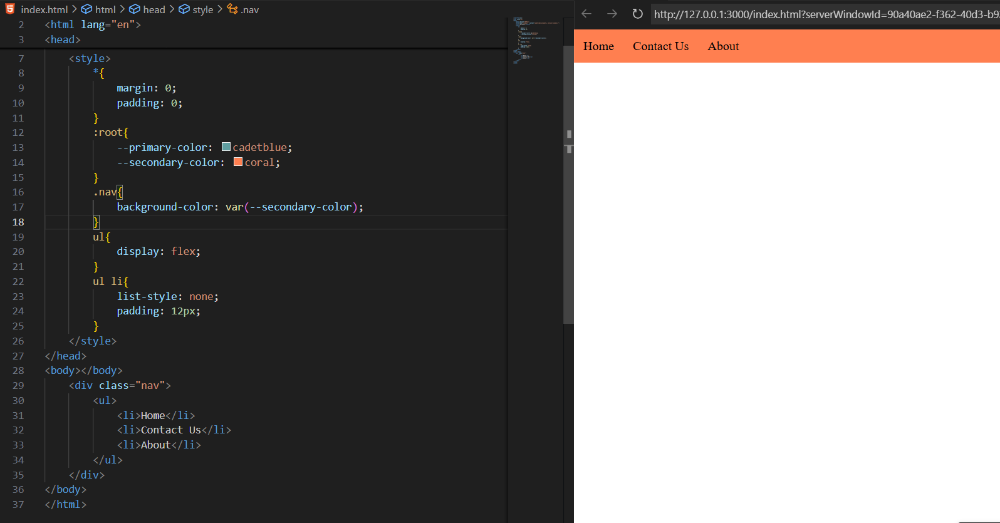 index.html > html > head > style > .nav
2 <html lang="en">
3 <head>
7 <style>
8 *{
9 margin: 0;
10 padding: 0;
11 }
12 :root{
13 --primary-color: cadetblue;
14 --secondary-color: coral;
15 }
16 .nav{
17 background-color: var(--secondary-color);
18 }
19 ul{
20 display: flex;
21 }
22 ul li{
23 list-style: none;
24 padding: 12px;
25 }
26 </style>
27 </head>
28 <body></body>
29 <div class="nav">
30 <ul>
31 <li>Home</li>
32 <li>Contact Us</li>
33 <li>About</li>
34 </ul>
35 </div>
36 </body>
37 </html>
http://127.0.0.1:3000/index.html?serverWindowId=90a40ae2-f362-40d3-b9
Home Contact Us About